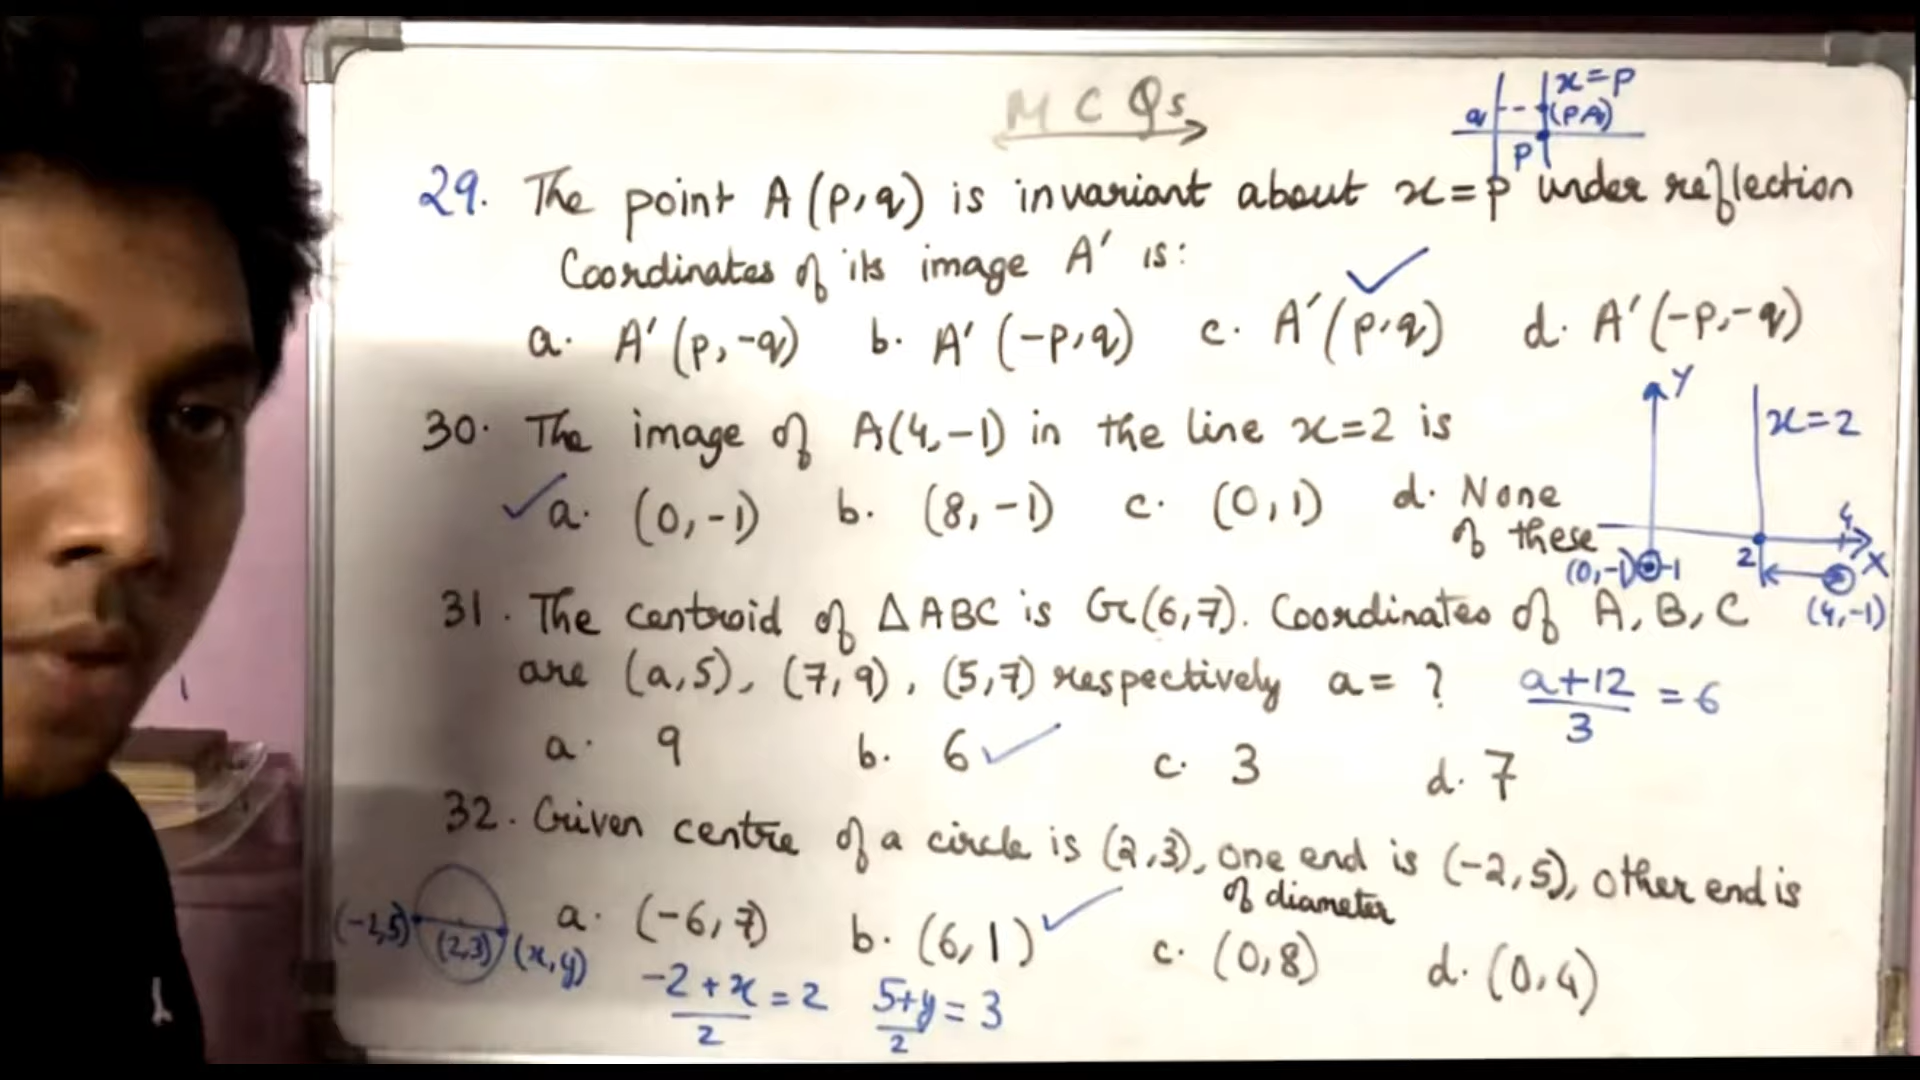 MCQs
x=p
q (p,q)
p
29. The point A(p,q) is invariant about x=p under reflection
Coordinates of its image A' is:
a. A'(p,-q) b. A'(-p,q) c. A'(p,q) d. A'(-p,-q)
Y
30. The image of A(4,-1) in the line x=2 is
x=2
a. (0,-1) b. (8,-1) c. (0,1) d. None
of these
4
2 X
(0,-1) -1
(4,-1)
31. The centroid of ΔABC is G(6,7). Coordinates of A, B, C
are (a,5), (7,9), (5,7) respectively a= ?
a+12/3 = 6
a. 9 b. 6 c. 3 d. 7
32. Given centre of a circle is (2,3), one end is (-2,5), other end is
of diameter
a. (-6,7) b. (6,1) c. (0,8) d. (0,4)
(-2,5) (2,3) (x,y)
-2+x/2 = 2 5+y/2 = 3